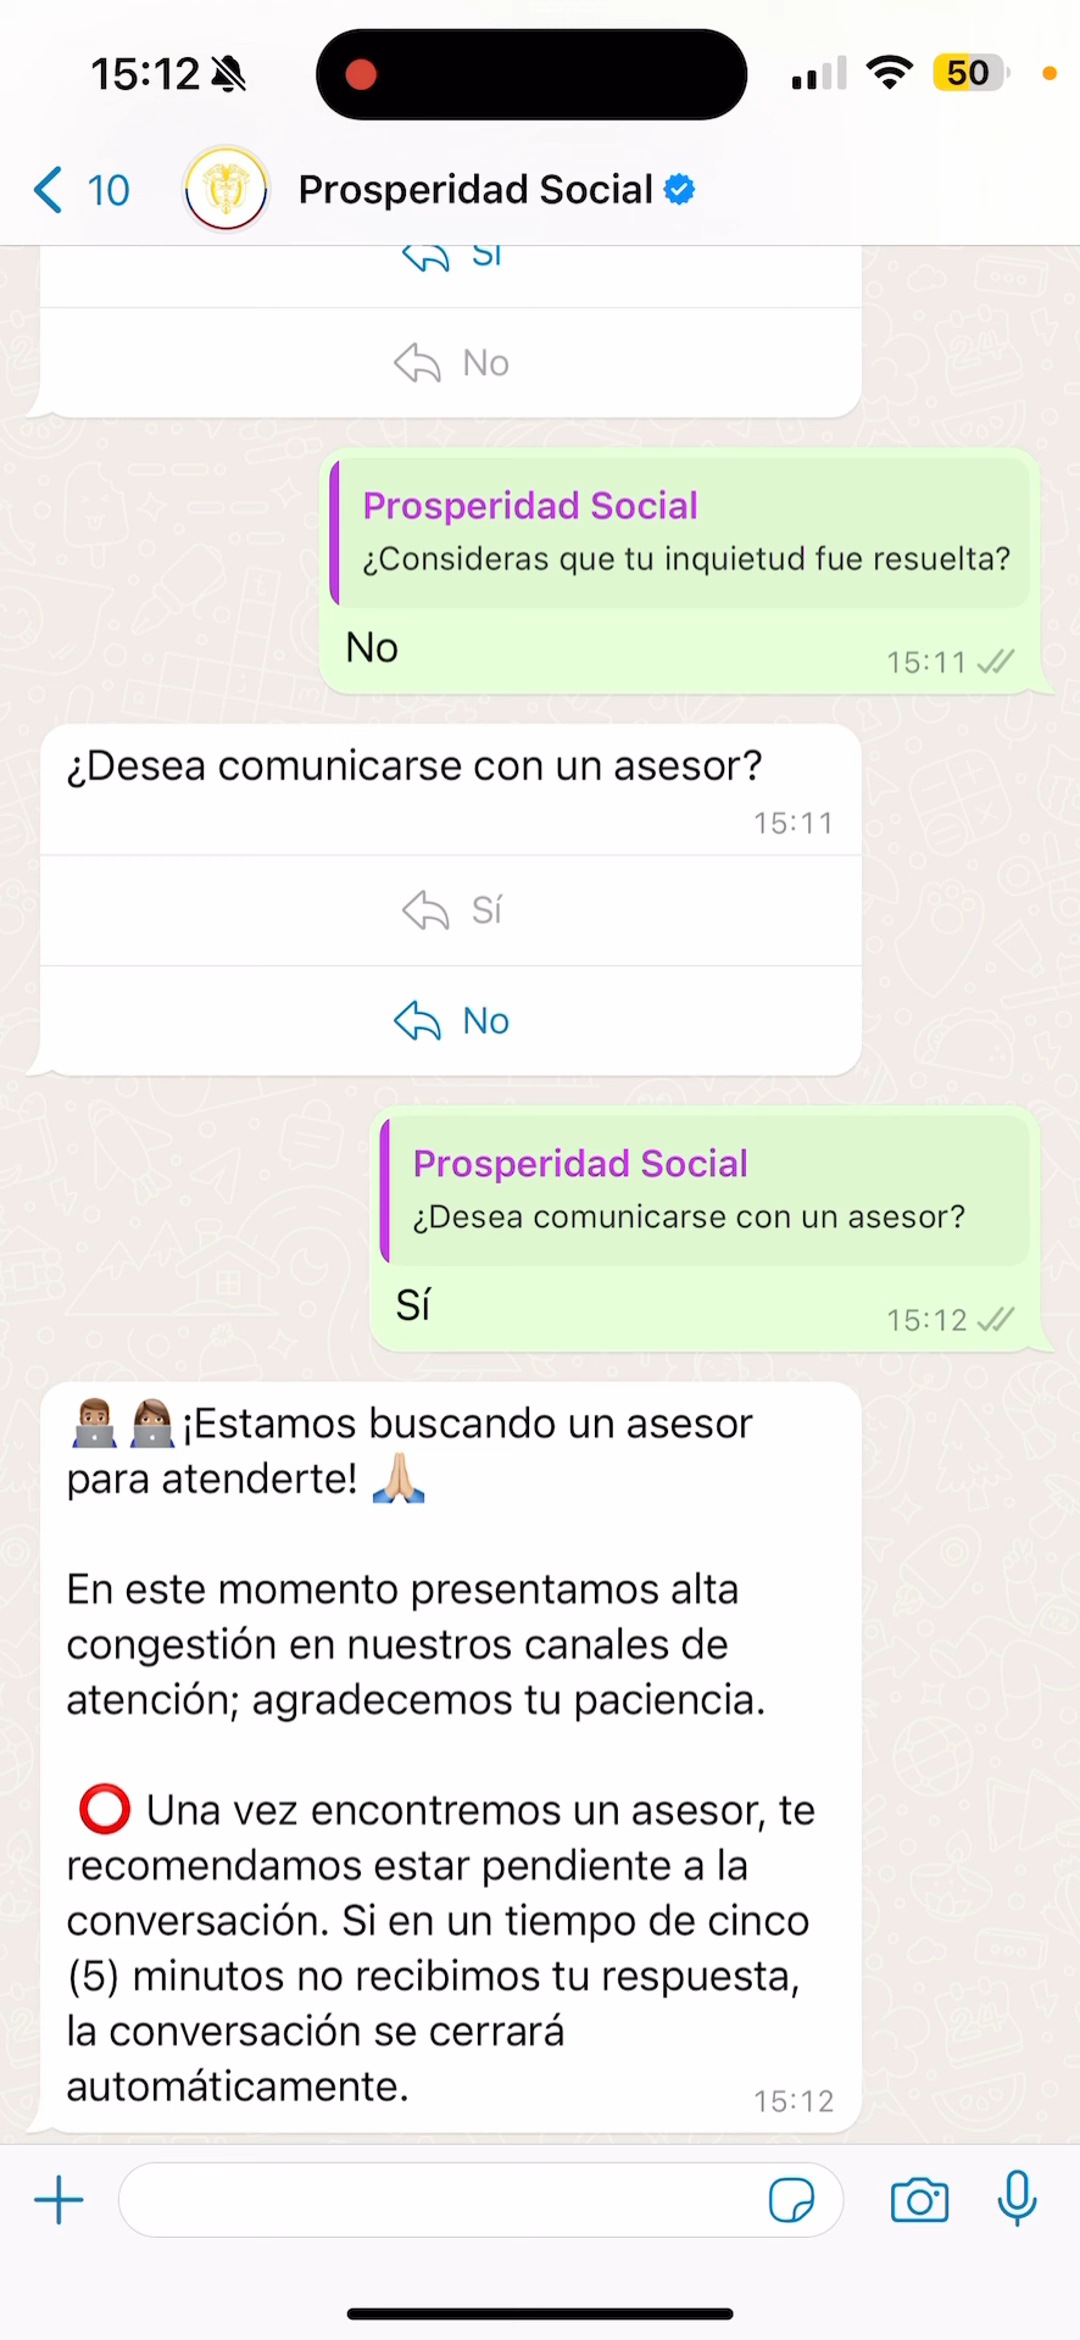 15:12
50
10
Prosperidad Social
Sí
No
Prosperidad Social
¿Consideras que tu inquietud fue resuelta?
No
15:11
¿Desea comunicarse con un asesor?
15:11
Sí
No
Prosperidad Social
¿Desea comunicarse con un asesor?
Sí
15:12
¡Estamos buscando un asesor
para atenderte! 🙏🏼
En este momento presentamos alta
congestión en nuestros canales de
atención; agradecemos tu paciencia.
⭕ Una vez encontremos un asesor, te
recomendamos estar pendiente a la
conversación. Si en un tiempo de cinco
(5) minutos no recibimos tu respuesta,
la conversación se cerrará
automáticamente.
15:12